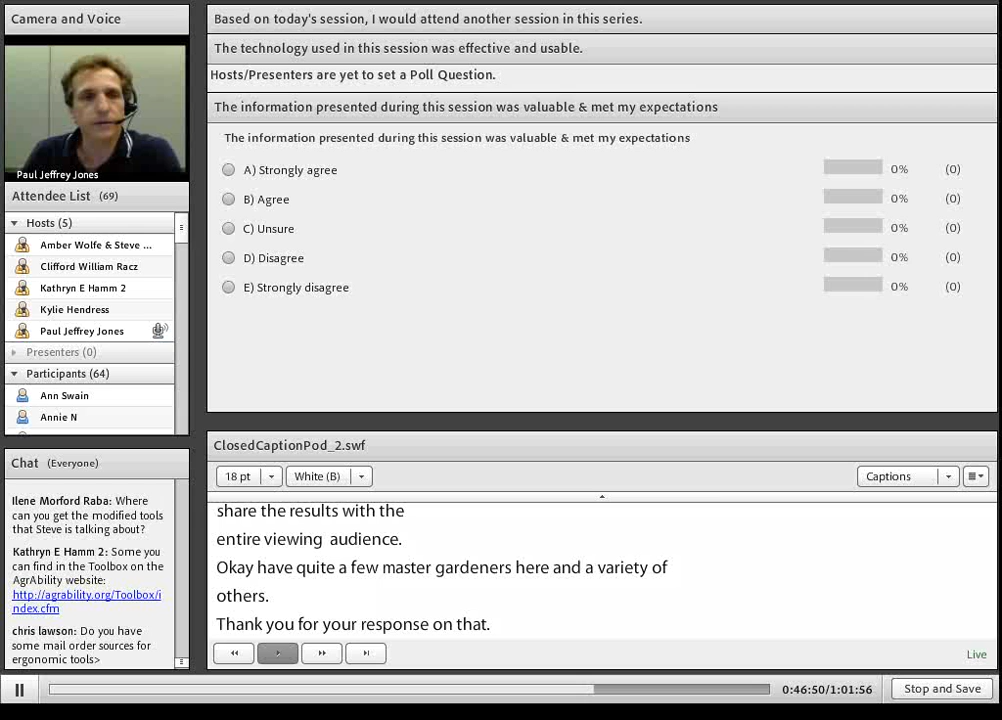 Camera and Voice
Paul Jeffrey Jones
Attendee List (69)
Hosts (5)
Amber Wolfe & Steve ...
Clifford William Racz
Kathryn E Hamm 2
Kylie Hendress
Paul Jeffrey Jones
Presenters (0)
Participants (64)
Ann Swain
Annie N
Chat (Everyone)
Ilene Morford Raba: Where
can you get the modified tools
that Steve is talking about?
Kathryn E Hamm 2: Some you
can find in the Toolbox on the
AgrAbility website:
http://agrability.org/Toolbox/i
ndex.cfm
chris lawson: Do you have
some mail order sources for
ergonomic tools>
Based on today's session, I would attend another session in this series.
The technology used in this session was effective and usable.
Hosts/Presenters are yet to set a Poll Question.
The information presented during this session was valuable & met my expectations
The information presented during this session was valuable & met my expectations
A) Strongly agree 0% (0)
B) Agree 0% (0)
C) Unsure 0% (0)
D) Disagree 0% (0)
E) Strongly disagree 0% (0)
ClosedCaptionPod_2.swf
18 pt White (B) Captions
share the results with the
entire viewing audience.
Okay have quite a few master gardeners here and a variety of
others.
Thank you for your response on that.
Live
0:46:50/1:01:56 Stop and Save